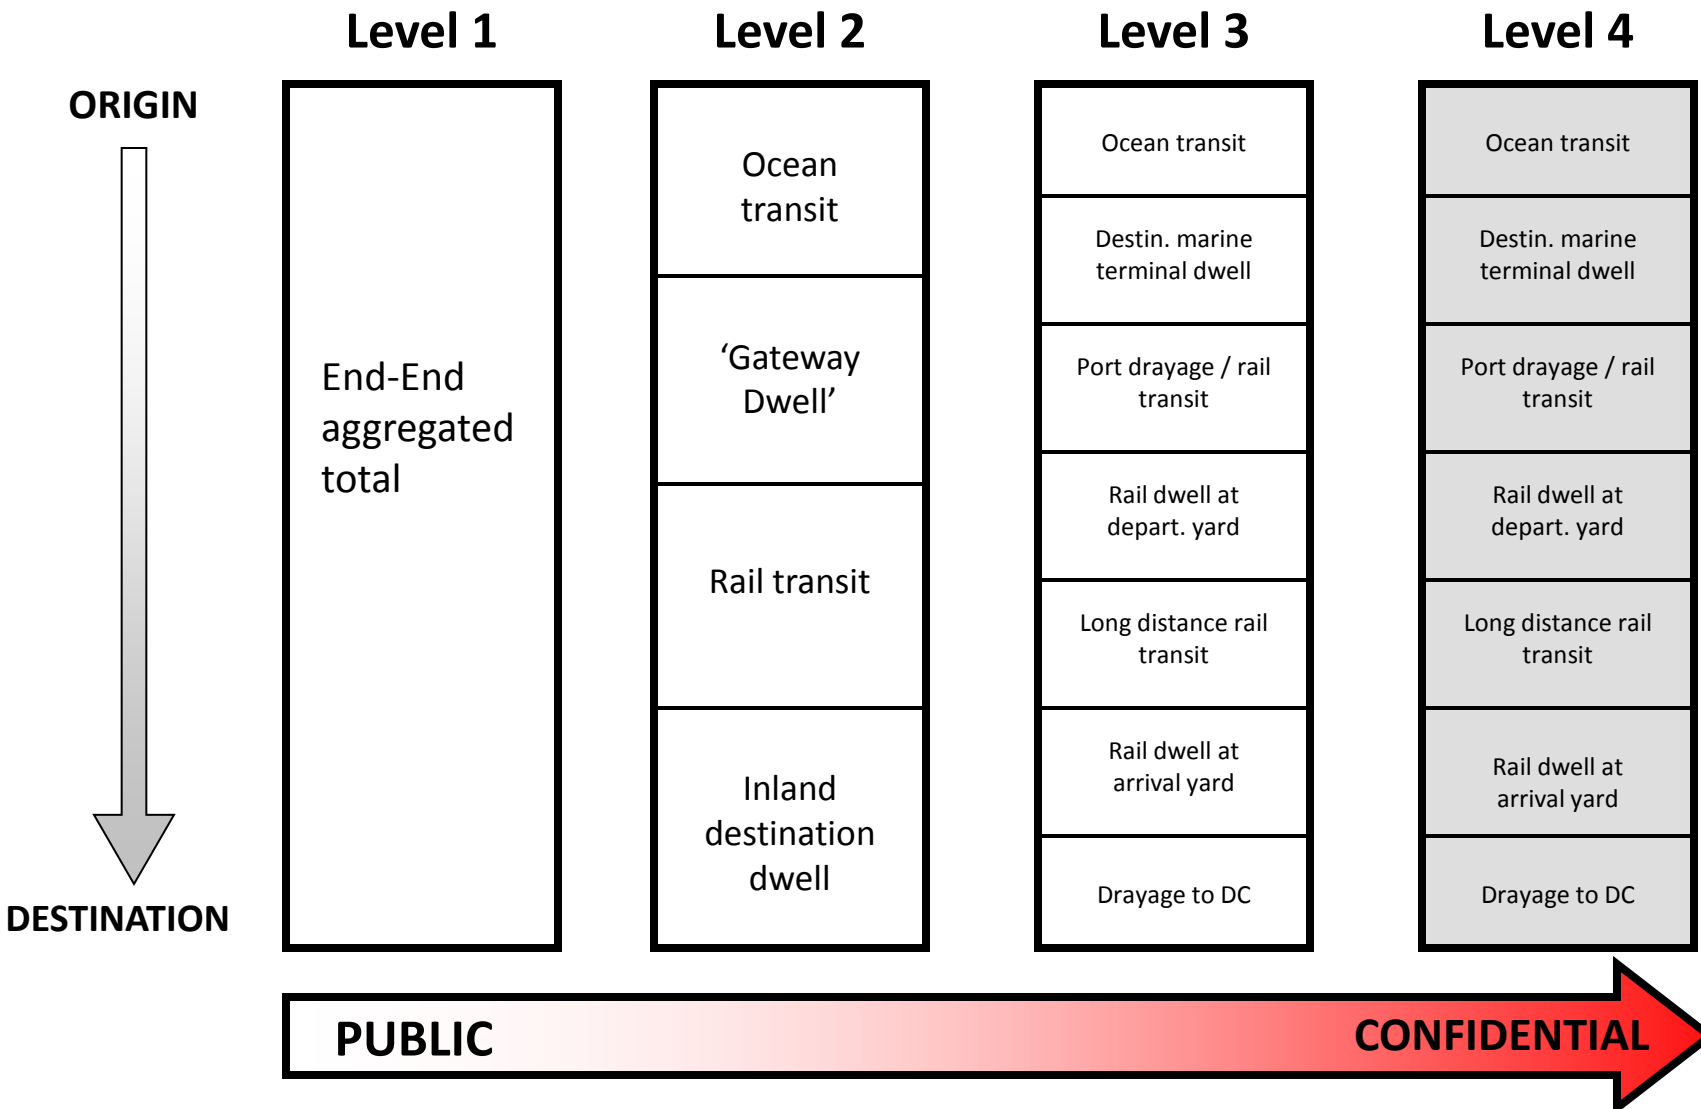 Level 1
Level 2
Level 3
Level 4
ORIGIN
DESTINATION
End-End
aggregated
total
Ocean
transit
‘Gateway
Dwell’
Rail transit
Inland
destination
dwell
Ocean transit
Destin. marine
terminal dwell
Port drayage / rail
transit
Rail dwell at
depart. yard
Long distance rail
transit
Rail dwell at
arrival yard
Drayage to DC
Ocean transit
Destin. marine
terminal dwell
Port drayage / rail
transit
Rail dwell at
depart. yard
Long distance rail
transit
Rail dwell at
arrival yard
Drayage to DC
PUBLIC
CONFIDENTIAL